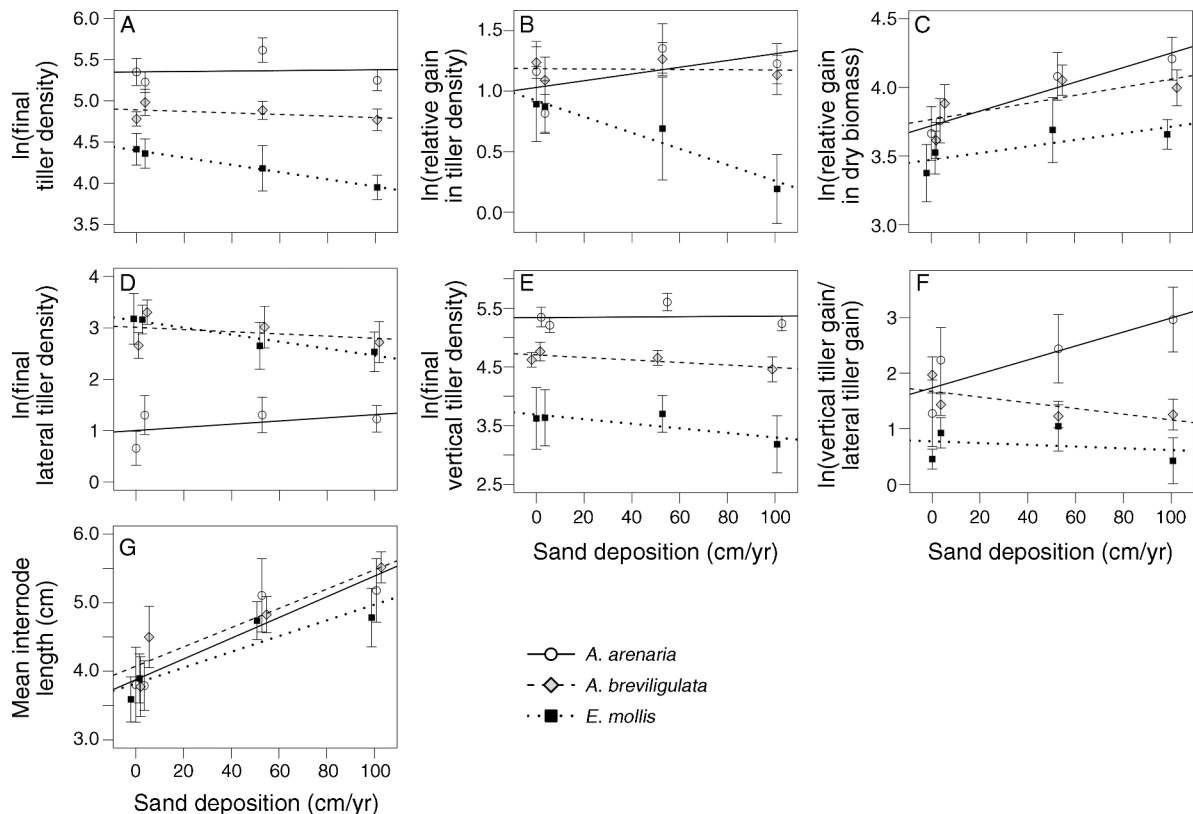 A
ln(final
tiller density)
6.0
5.5
5.0
4.5
4.0
3.5
B
ln(relative gain
in tiller density)
1.5
1.0
0.5
0.0
C
ln(relative gain
in dry biomass)
4.5
4.0
3.5
3.0
D
ln(final
lateral tiller density)
4
3
2
1
0
E
ln(final
vertical tiller density)
5.5
4.5
3.5
2.5
0 20 40 60 80 100
Sand deposition (cm/yr)
F
ln(vertical tiller gain/
lateral tiller gain)
3
2
1
0
0 20 40 60 80 100
Sand deposition (cm/yr)
G
Mean internode
length (cm)
6.0
5.0
4.0
3.0
0 20 40 60 80 100
Sand deposition (cm/yr)
A. arenaria
A. breviligulata
E. mollis